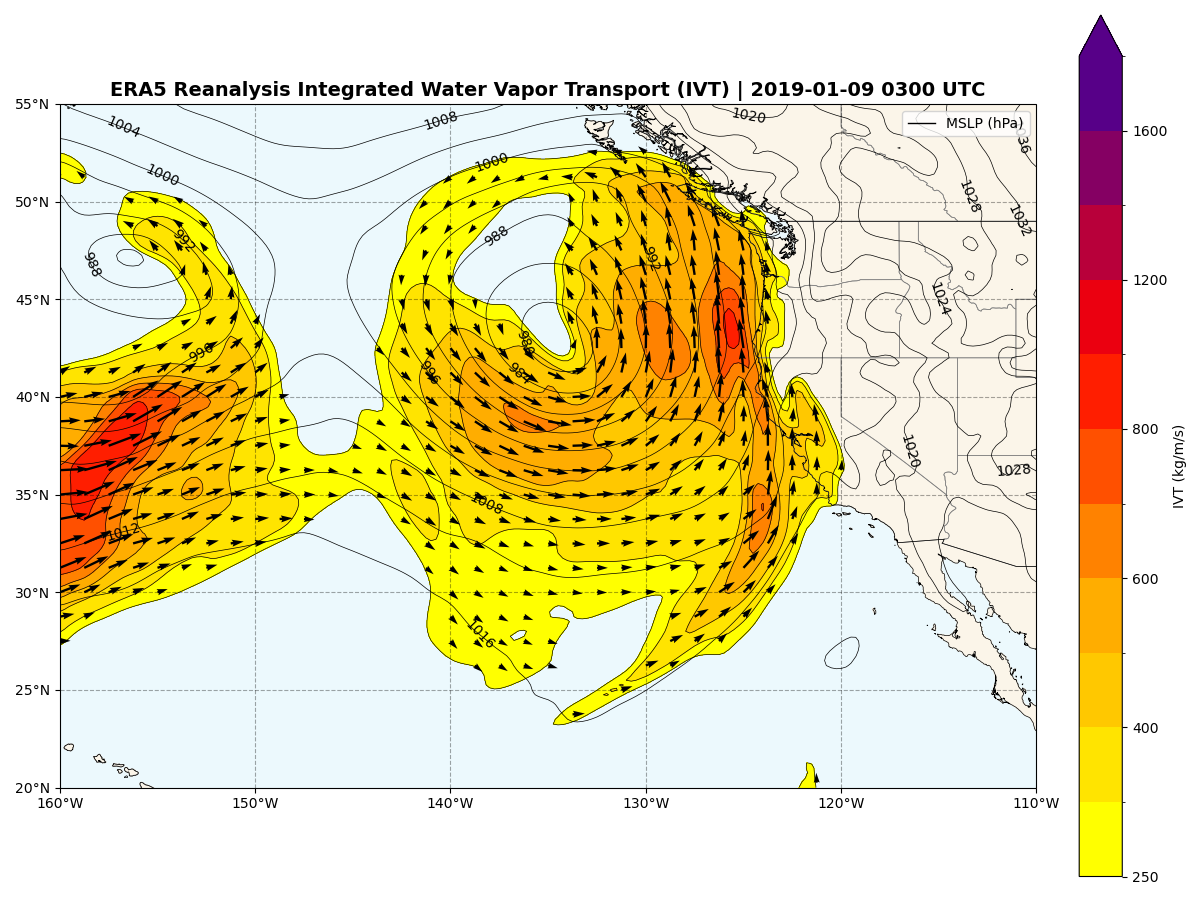 ERA5 Reanalysis Integrated Water Vapor Transport (IVT) | 2019-01-09 0300 UTC
MSLP (hPa)
55°N
50°N
45°N
40°N
35°N
30°N
25°N
20°N
160°W 150°W 140°W 130°W 120°W 110°W
1004
1008
1020
1000
1000
1028
1032
988
992
988
992
1024
988
984
996
996
1020
1028
1008
1012
1016
1600
1200
800
600
400
250
IVT (kg/m/s)